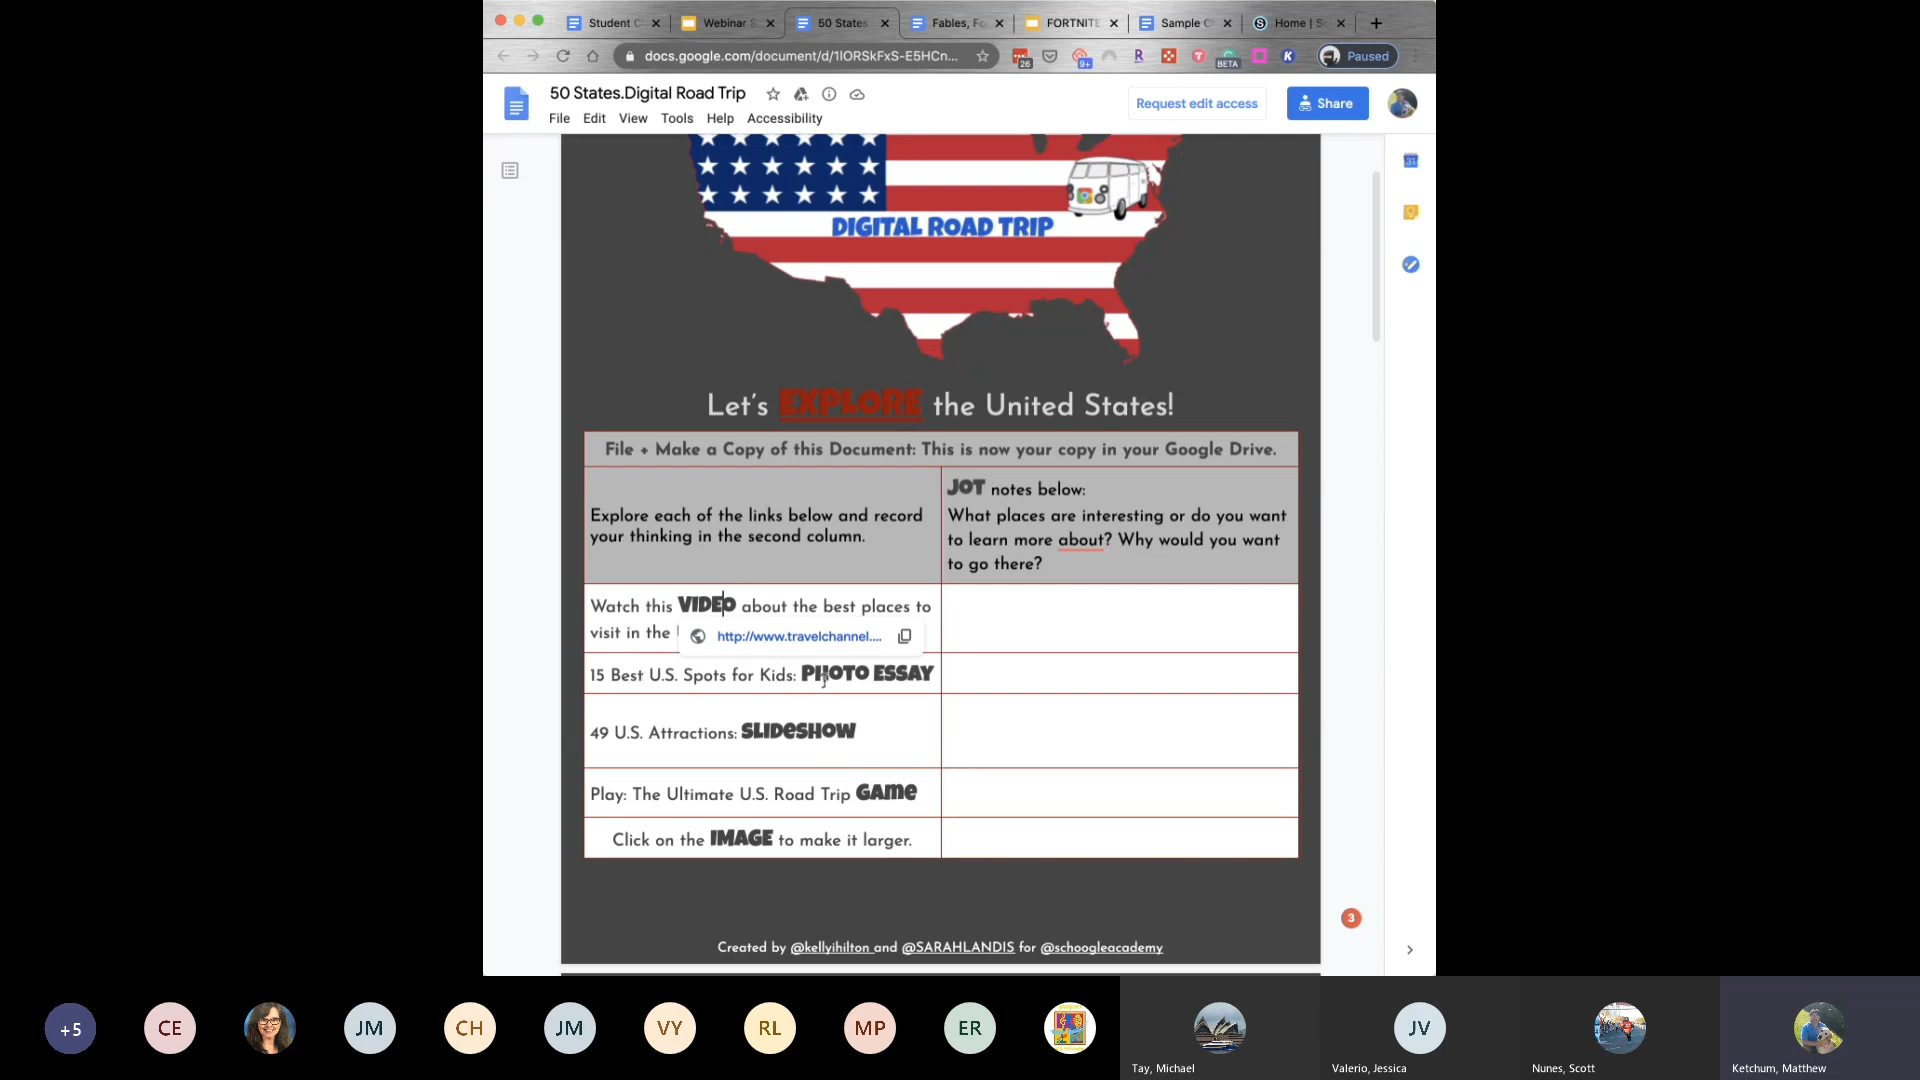 Student C
Webinar S
50 States
Fables, Fo
FORTNITE
Sample C
Home | S
docs.google.com/document/d/1lORSkFxS-E5HCn...
26
9+
R
T
BETA
K
Paused
50 States.Digital Road Trip
Request edit access
Share
File Edit View Tools Help Accessibility
31
DIGITAL ROAD TRIP
Let's EXPLORE the United States!
File + Make a Copy of this Document: This is now your copy in your Google Drive.
Explore each of the links below and record
your thinking in the second column.
JOT notes below:
What places are interesting or do you want
to learn more about? Why would you want
to go there?
Watch this VIDEO about the best places to
visit in the
http://www.travelchannel....
15 Best U.S. Spots for Kids: PHOTO ESSAY
49 U.S. Attractions: SLIDESHOW
Play: The Ultimate U.S. Road Trip GAME
Click on the IMAGE to make it larger.
3
Created by @kellyihilton and @SARAHLANDIS for @schoogleacademy
+5
CE
JM
CH
JM
VY
RL
MP
ER
JV
Tay, Michael
Valerio, Jessica
Nunes, Scott
Ketchum, Matthew